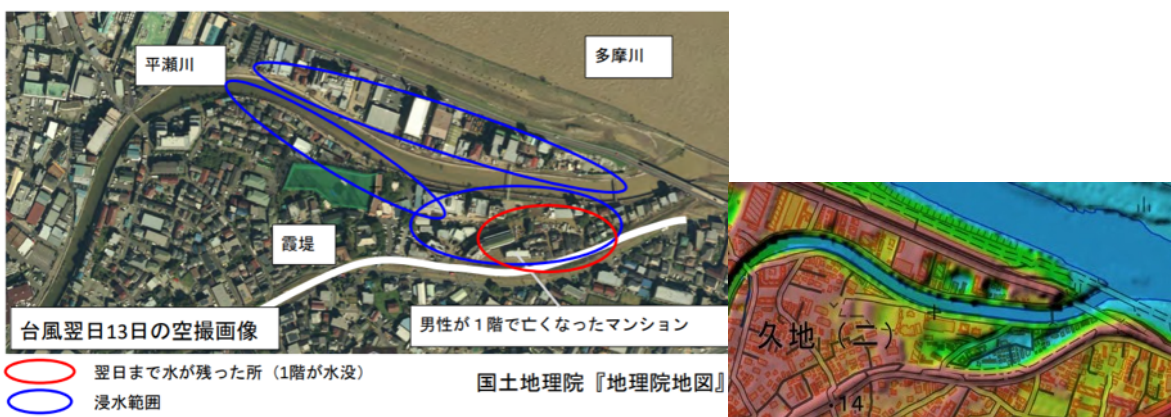 平瀬川
多摩川
霞堤
台風翌日13日の空撮画像
男性が1階で亡くなったマンション
翌日まで水が残った所（1階が水没）
浸水範囲
国土地理院『地理院地図』
久地（二）
・14